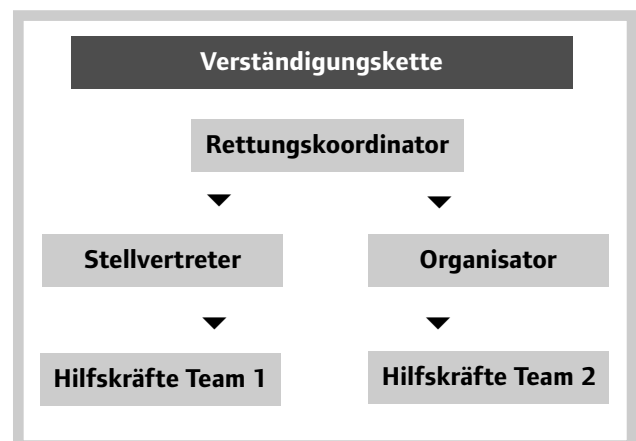 Verständigungskette
Rettungskoordinator
Stellvertreter
Organisator
Hilfskräfte Team 1
Hilfskräfte Team 2